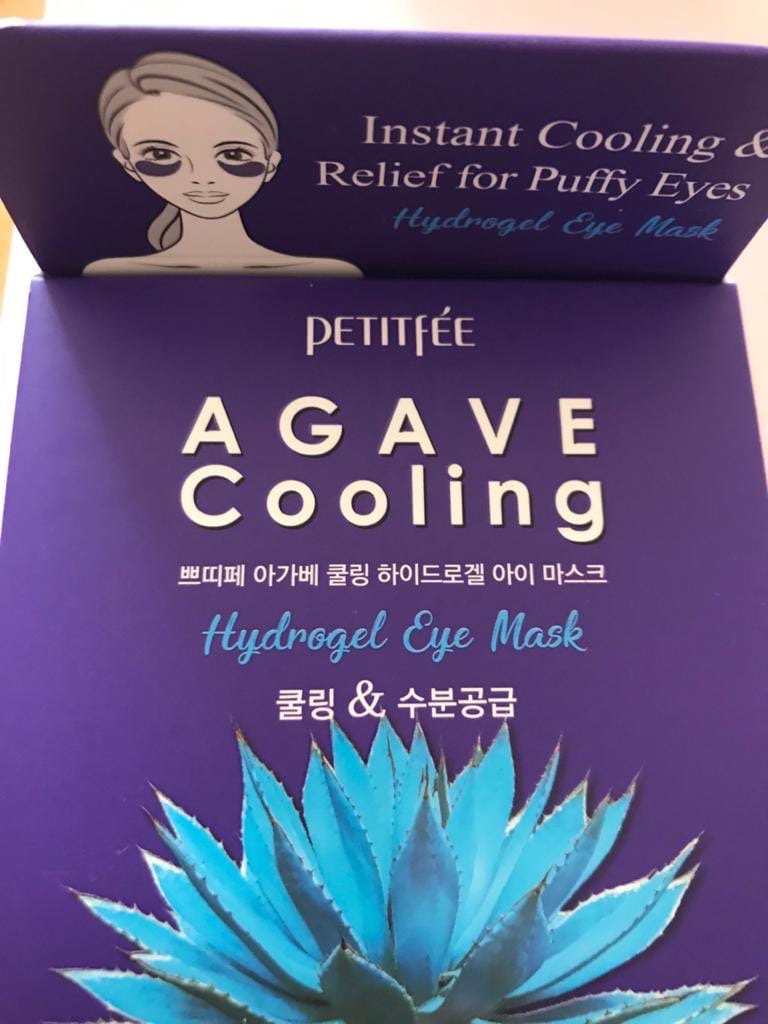 Instant Cooling &
Relief for Puffy Eyes
Hydrogel Eye Mask
PETITFÉE
AGAVE
Cooling
쁘띠페 아가베 쿨링 하이드로겔 아이 마스크
Hydrogel Eye Mask
쿨링 & 수분공급